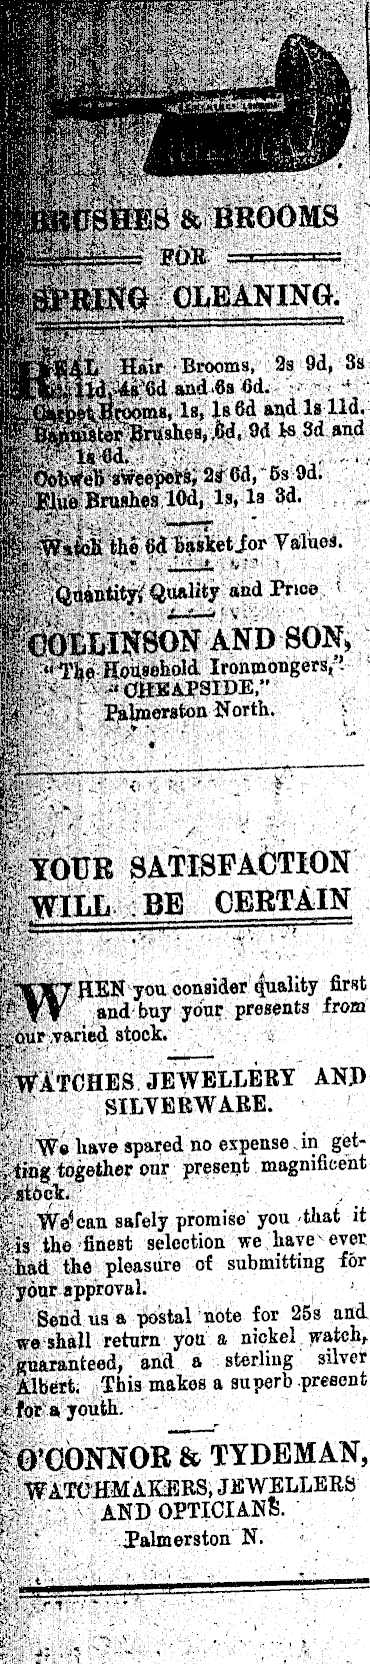 BRUSHES & BROOMS
FOR
SPRING CLEANING.
REAL Hair Brooms, 2s 9d, 3s
11d, 4s 6d and 6s 6d.
Carpet Brooms, 1s, 1s 6d and 1s 11d.
Bannister Brushes, 6d, 9d 1s 3d and
1s 6d.
Cobweb sweepers, 2s 6d, 5s 9d.
Flue Brushes 10d, 1s, 1s 3d.
Watch the 6d basket for Values.
Quantity, Quality and Price
COLLINSON AND SON,
"The Household Ironmongers,"
"CHEAPSIDE,"
Palmerston North.
YOUR SATISFACTION
WILL BE CERTAIN
WHEN you consider quality first
and buy your presents from
our varied stock.
WATCHES JEWELLERY AND
SILVERWARE.
We have spared no expense in get-
ting together our present magnificent
stock.
We can safely promise you that it
is the finest selection we have ever
had the pleasure of submitting for
your approval.
Send us a postal note for 25s and
we shall return you a nickel watch,
guaranteed, and a sterling silver
Albert. This makes a superb present
for a youth.
O'CONNOR & TYDEMAN,
WATCHMAKERS, JEWELLERS
AND OPTICIANS.
Palmerston N.